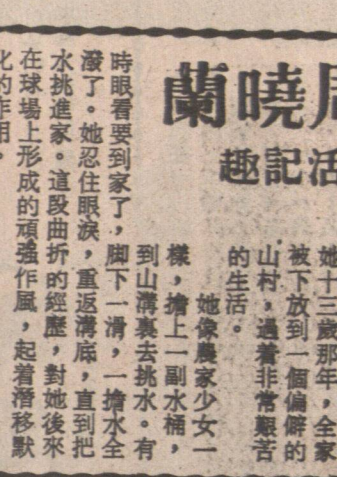 周曉蘭
活記趣
她十三歲那年，全家
被下放到一個偏僻的
山村，過着非常艱苦
的生活。
她像農家少女一
樣，擔上一副水桶，
到山溝裏去挑水。有
時眼看要到家了，脚下一滑，一擔水全
潑了。她忍住眼淚，重返溝底，直到把
水挑進家。這段曲折的經歷，對她後來
在球場上形成的頑強作風，起着潛移默
化的作用。